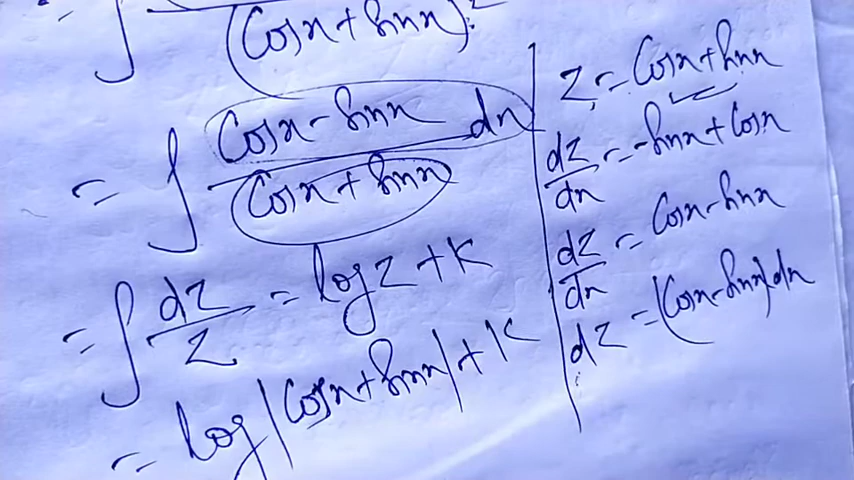 = ∫ (Cosx + Sinx)²
= ∫ Cosx - Sinx dx
Cosx + Sinx
= ∫ dz/z = log z + K
= log |Cosx + Sinx| + K
z = Cosx + Sinx
dz/dx = -Sinx + Cosx
dz/dx = Cosx - Sinx
dz = (Cosx - Sinx) dx